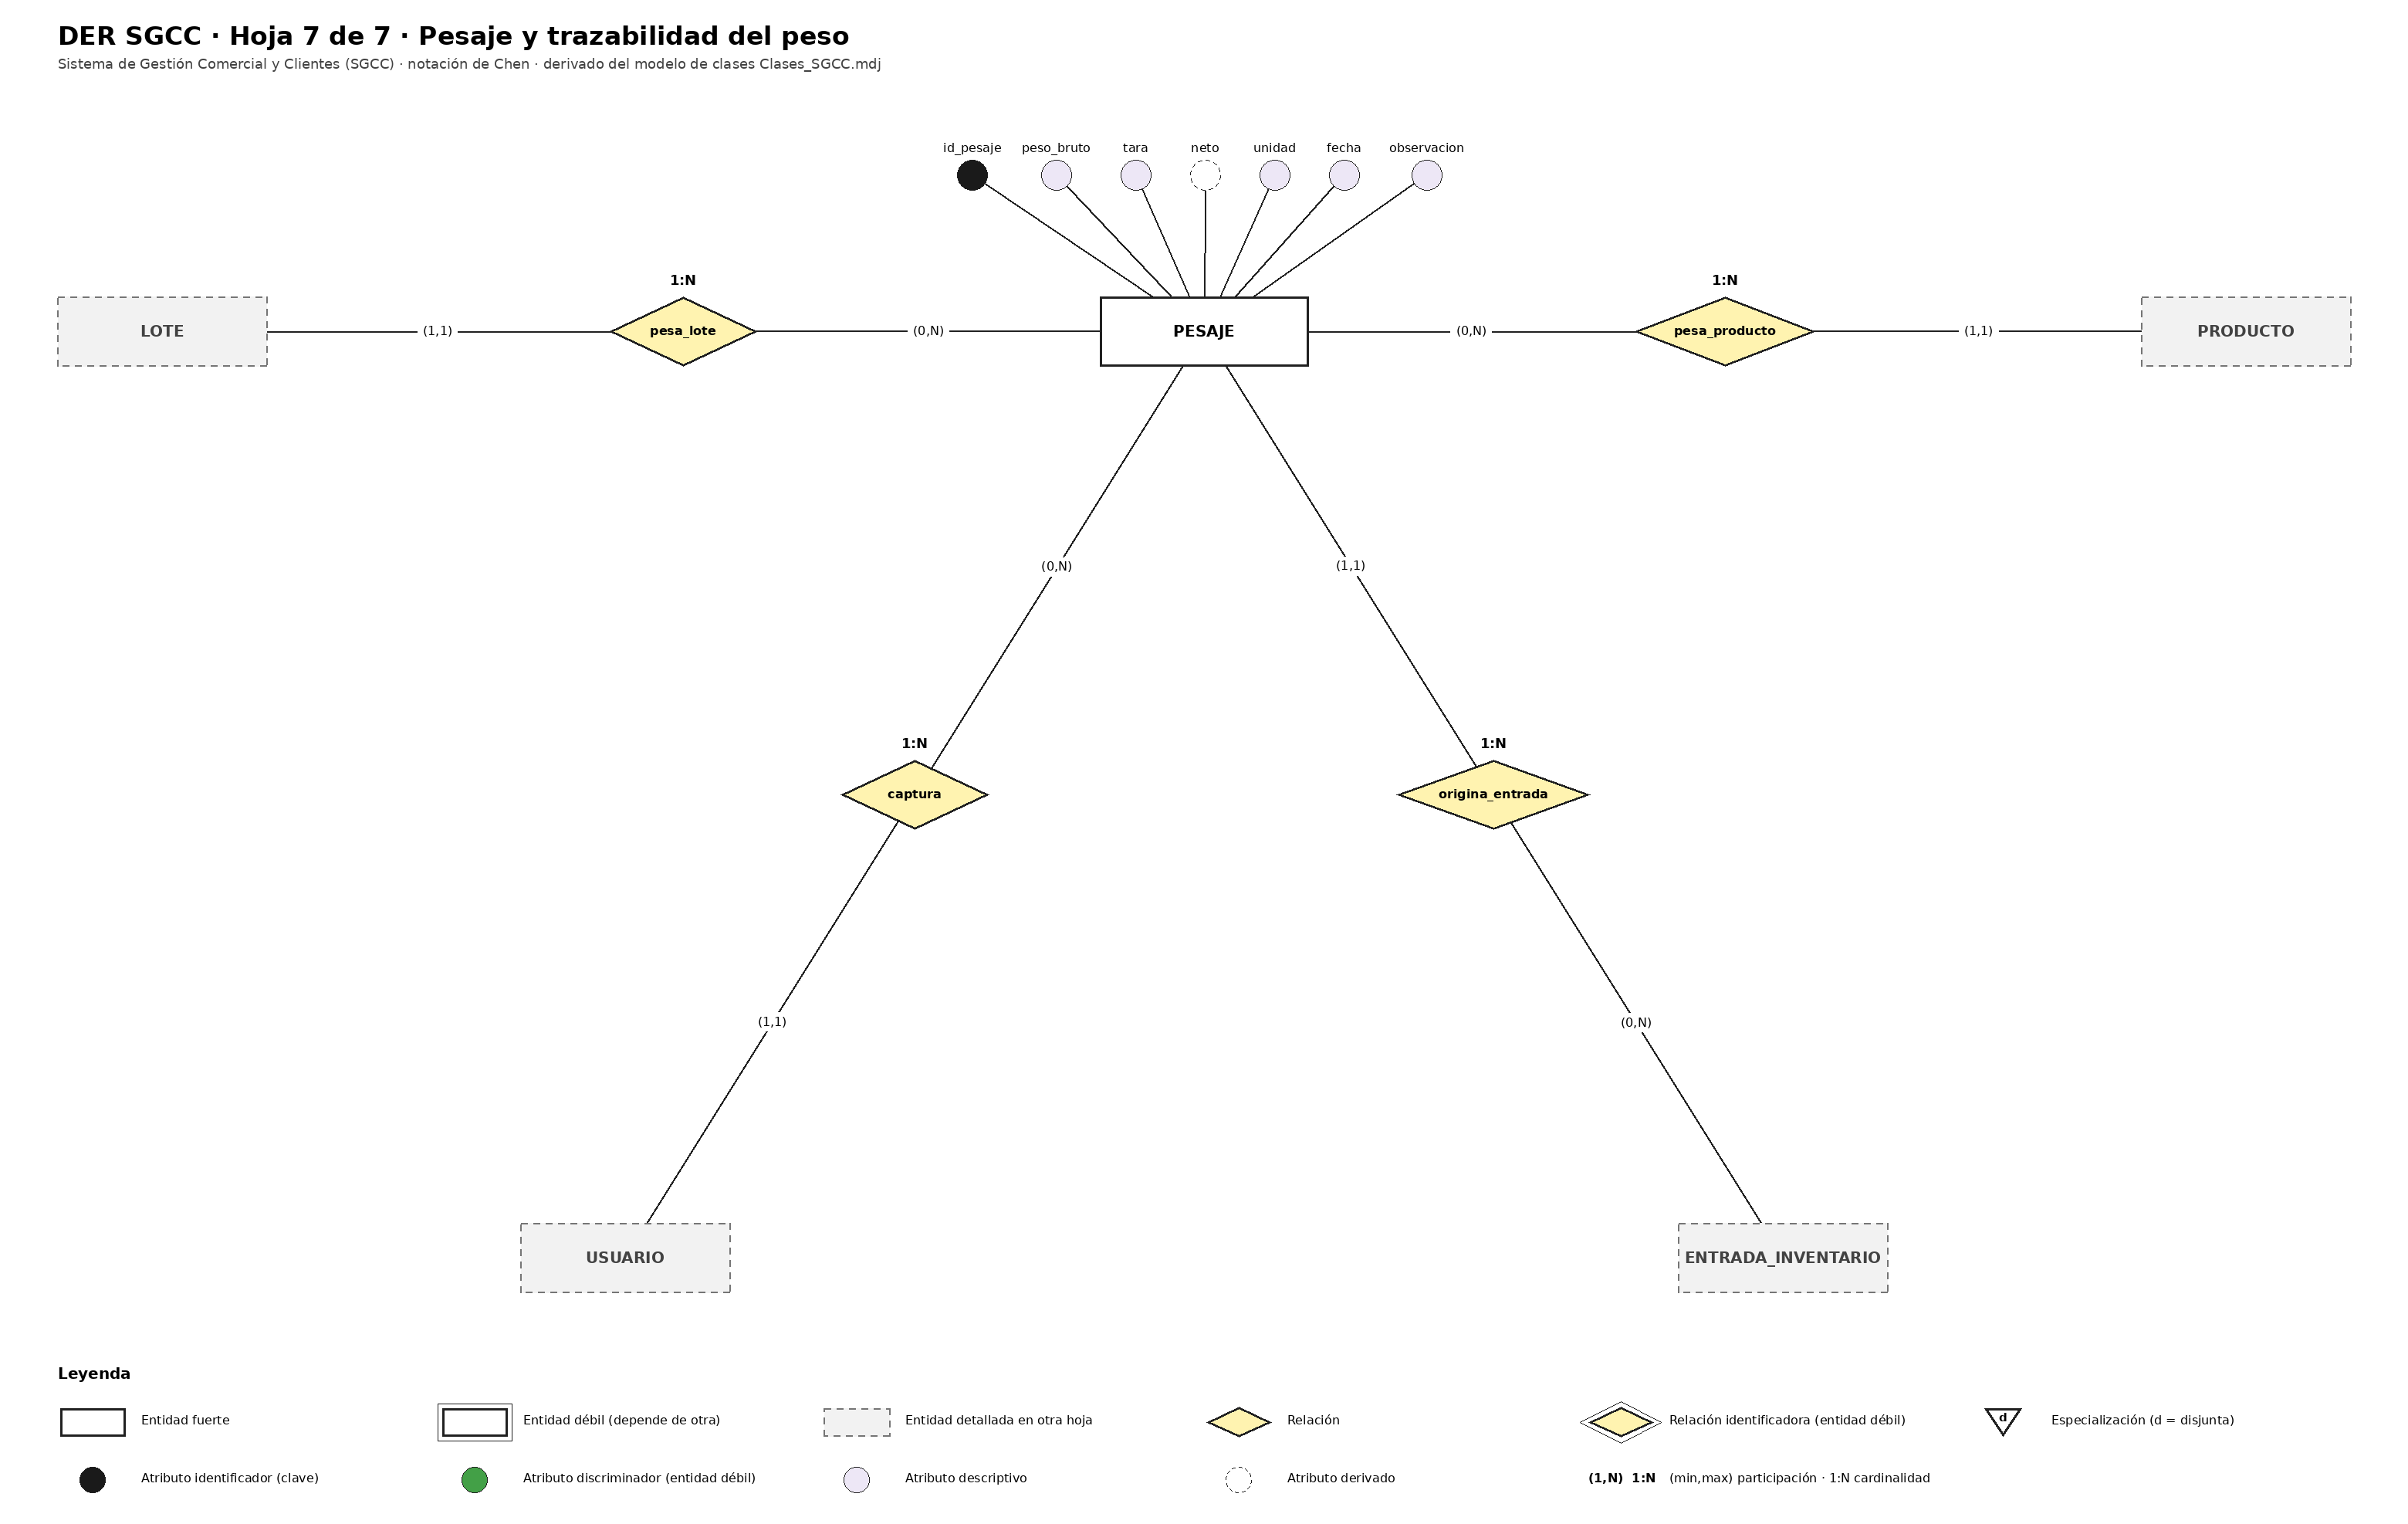 DER SGCC · Hoja 7 de 7 · Pesaje y trazabilidad del peso
Sistema de Gestión Comercial y Clientes (SGCC) · notación de Chen · derivado del modelo de clases Clases_SGCC.mdj
id_pesaje peso_bruto tara neto unidad fecha observacion
1:N 1:N
LOTE (1,1) pesa_lote (0,N) PESAJE (0,N) pesa_producto (1,1) PRODUCTO
(0,N) (1,1)
1:N 1:N
captura origina_entrada
(1,1) (0,N)
USUARIO ENTRADA_INVENTARIO
Leyenda
Entidad fuerte Entidad débil (depende de otra) Entidad detallada en otra hoja Relación Relación identificadora (entidad débil) d Especialización (d = disjunta)
Atributo identificador (clave) Atributo discriminador (entidad débil) Atributo descriptivo Atributo derivado (1,N) 1:N (min,max) participación · 1:N cardinalidad